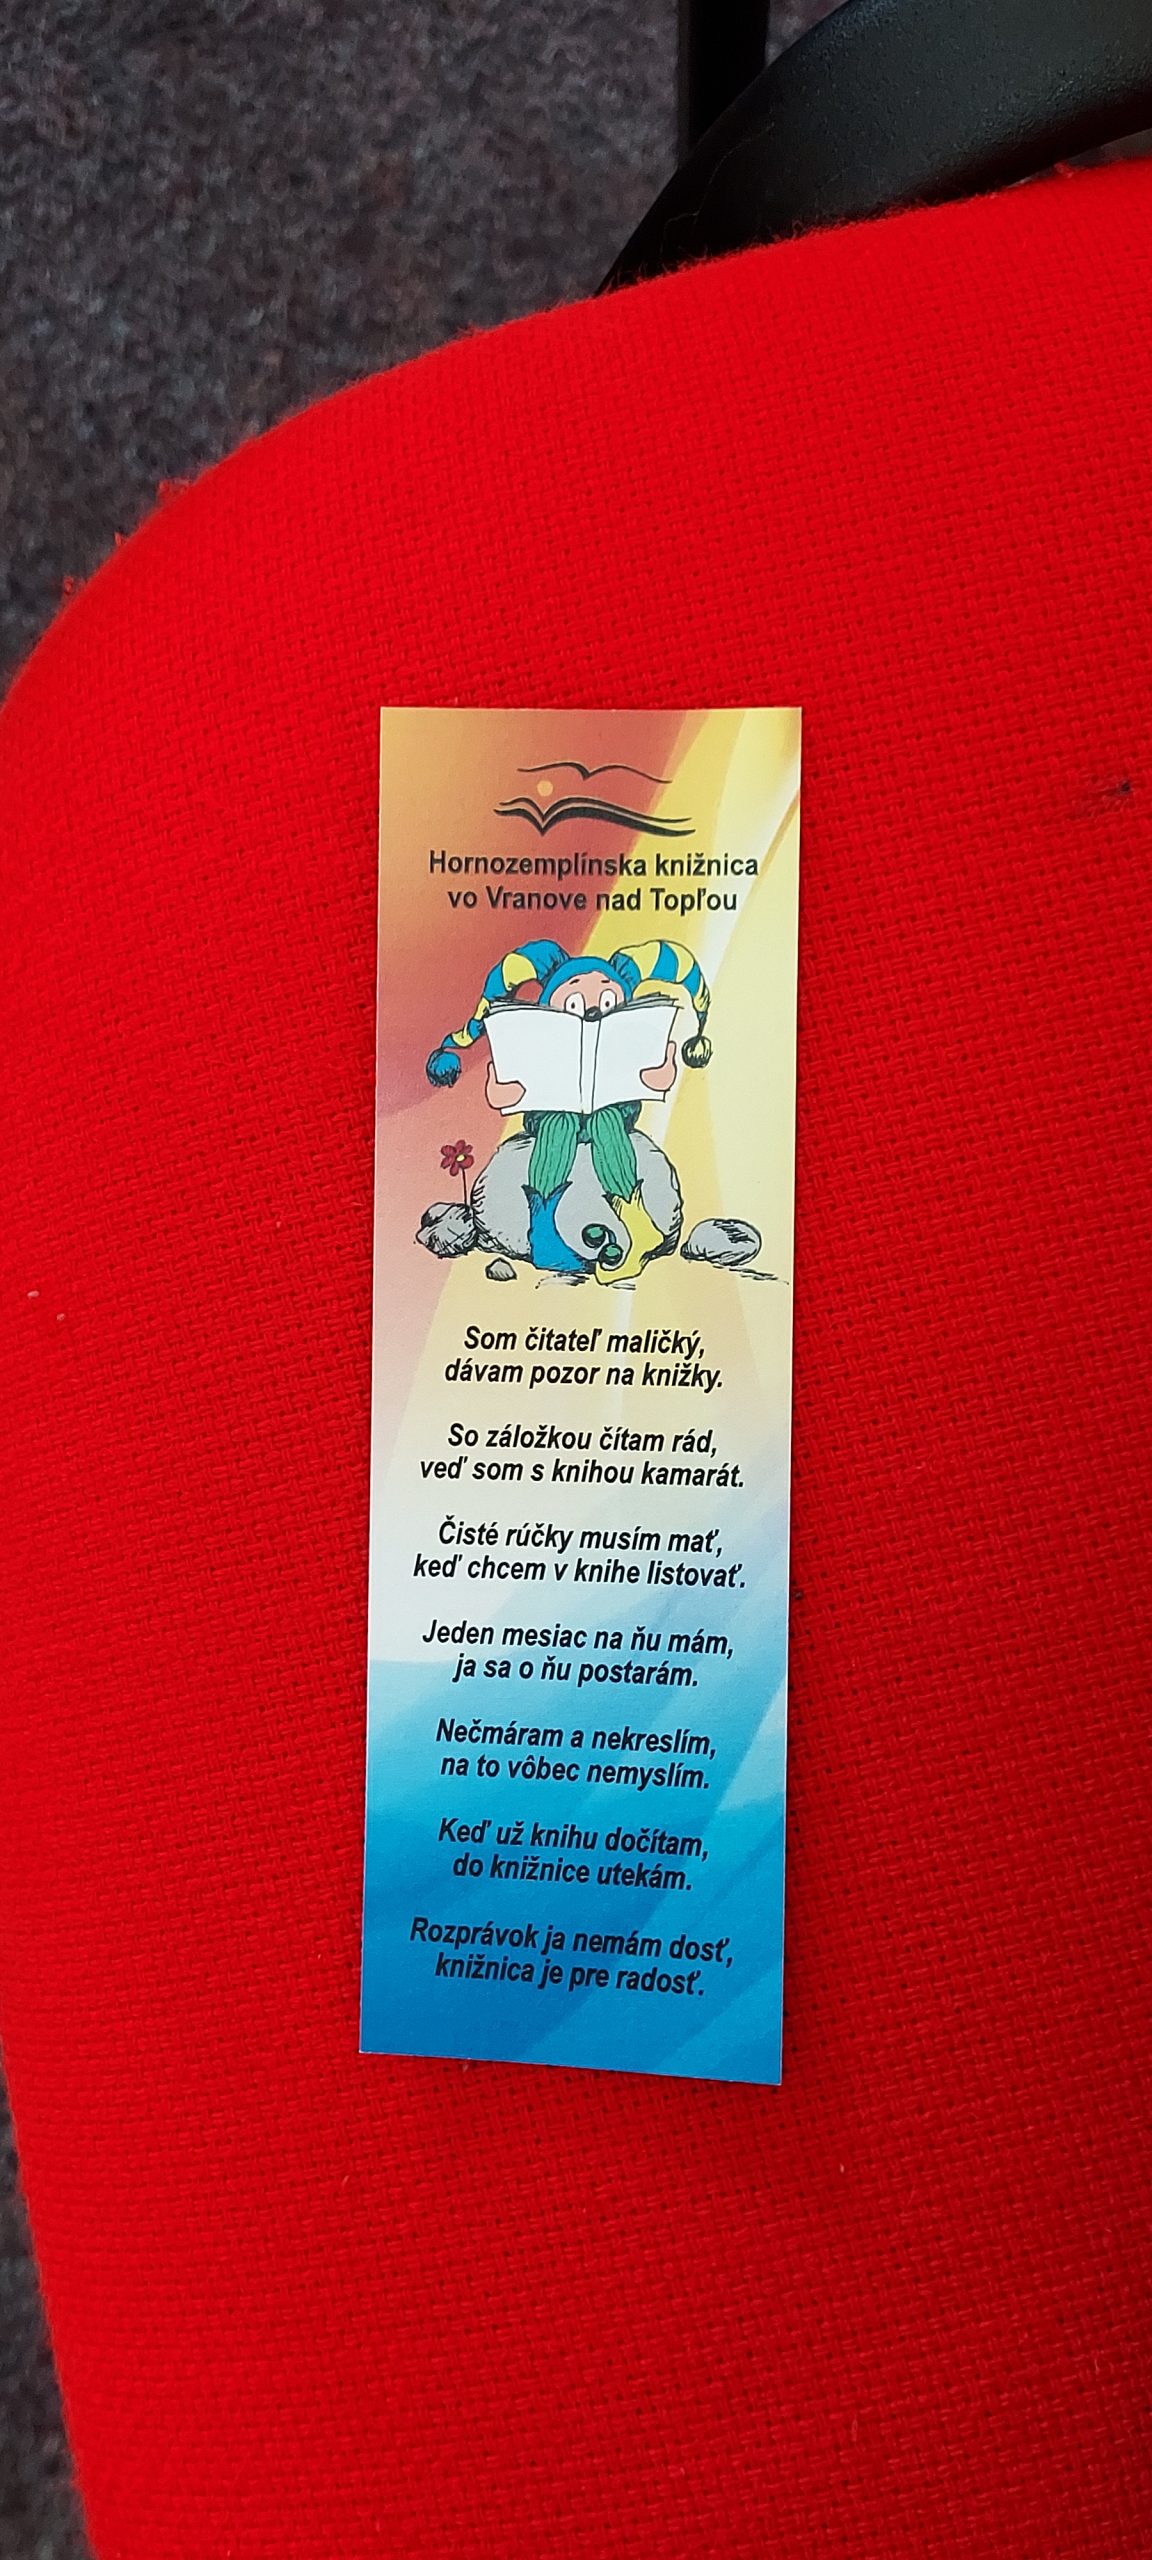 Hornozemplínska knižnica
vo Vranove nad Topľou
Som čitateľ maličký,
dávam pozor na knižky.
So záložkou čítam rád,
veď som s knihou kamarát.
Čisté rúčky musím mať,
keď chcem v knihe listovať.
Jeden mesiac na ňu mám,
ja sa o ňu postarám.
Nečmáram a nekreslím,
na to vôbec nemyslím.
Keď už knihu dočítam,
do knižnice utekám.
Rozprávok ja nemám dosť,
knižnica je pre radosť.